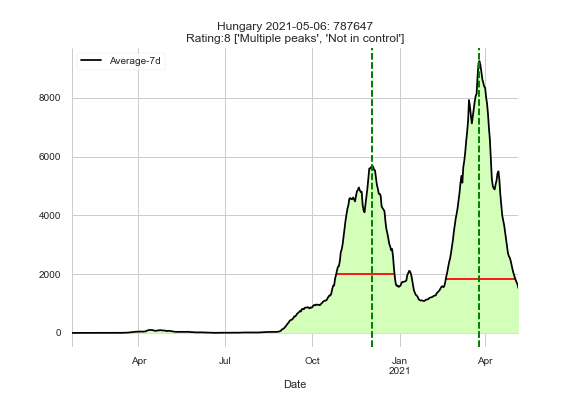 Hungary 2021-05-06: 787647
Rating:8 ['Multiple peaks', 'Not in control']
Average-7d
8000
6000
4000
2000
0
Apr
Jul
Oct
Jan
2021
Apr
Date